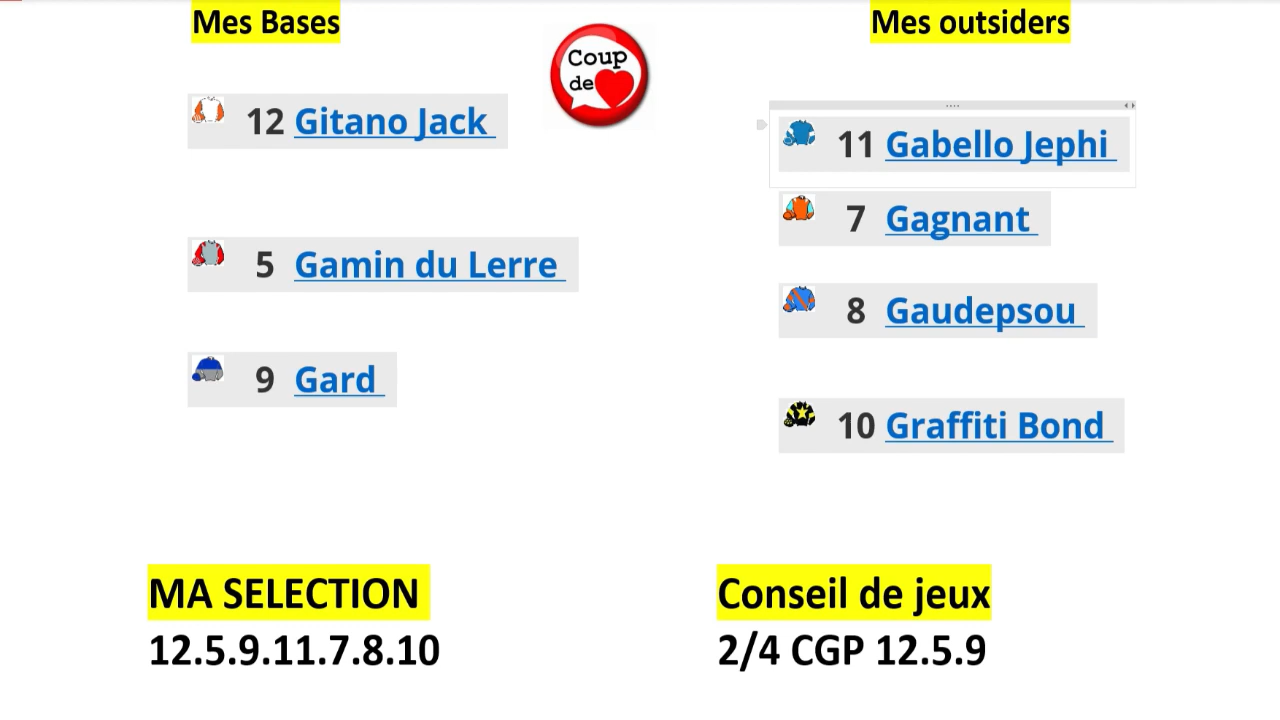 Mes Bases
Mes outsiders
Coup
de
12 Gitano Jack
5 Gamin du Lerre
9 Gard
11 Gabello Jephi
7 Gagnant
8 Gaudepsou
10 Graffiti Bond
MA SELECTION
12.5.9.11.7.8.10
Conseil de jeux
2/4 CGP 12.5.9